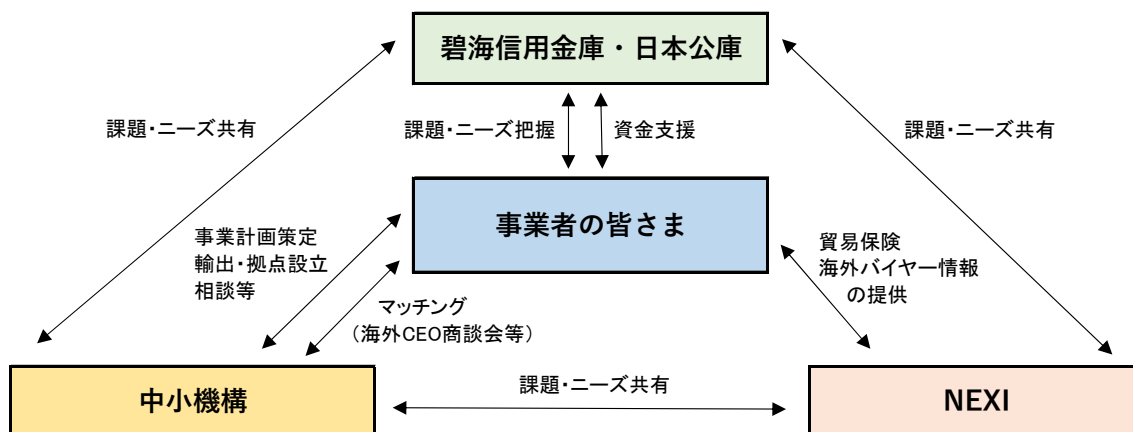 碧海信用金庫・日本公庫
課題・ニーズ共有
課題・ニーズ把握
資金支援
課題・ニーズ共有
事業者の皆さま
事業計画策定
輸出・拠点設立
相談等
貿易保険
海外バイヤー情報
の提供
マッチング
（海外CEO商談会等）
中小機構
課題・ニーズ共有
NEXI